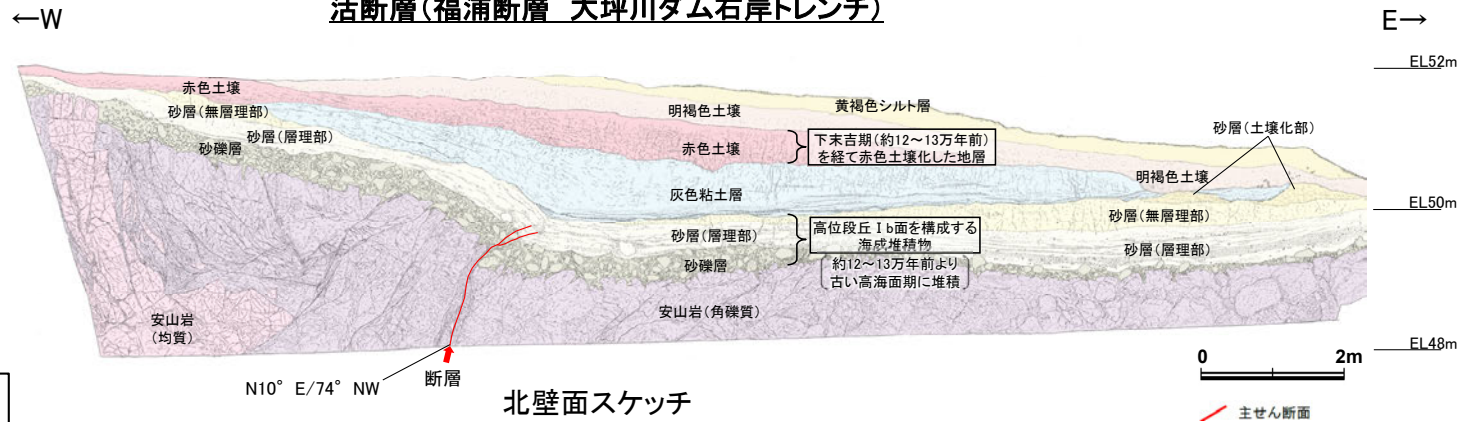 活断層(福浦断層 大坪川ダム右岸トレンチ)
←W
E→
EL52m
赤色土壌
砂層(無層理部)
砂層(層理部)
砂礫層
明褐色土壌
黄褐色シルト層
赤色土壌
下末吉期(約12～13万年前)
を経て赤色土壌化した地層
砂層(土壌化部)
明褐色土壌
灰色粘土層
EL50m
砂層(無層理部)
砂層(層理部)
高位段丘Ⅰb面を構成する
海成堆積物
砂層(層理部)
砂礫層
約12～13万年前より
古い高海面期に堆積
安山岩
(均質)
安山岩(角礫質)
EL48m
N10° E/74° NW
断層
0 2m
北壁面スケッチ
主せん断面